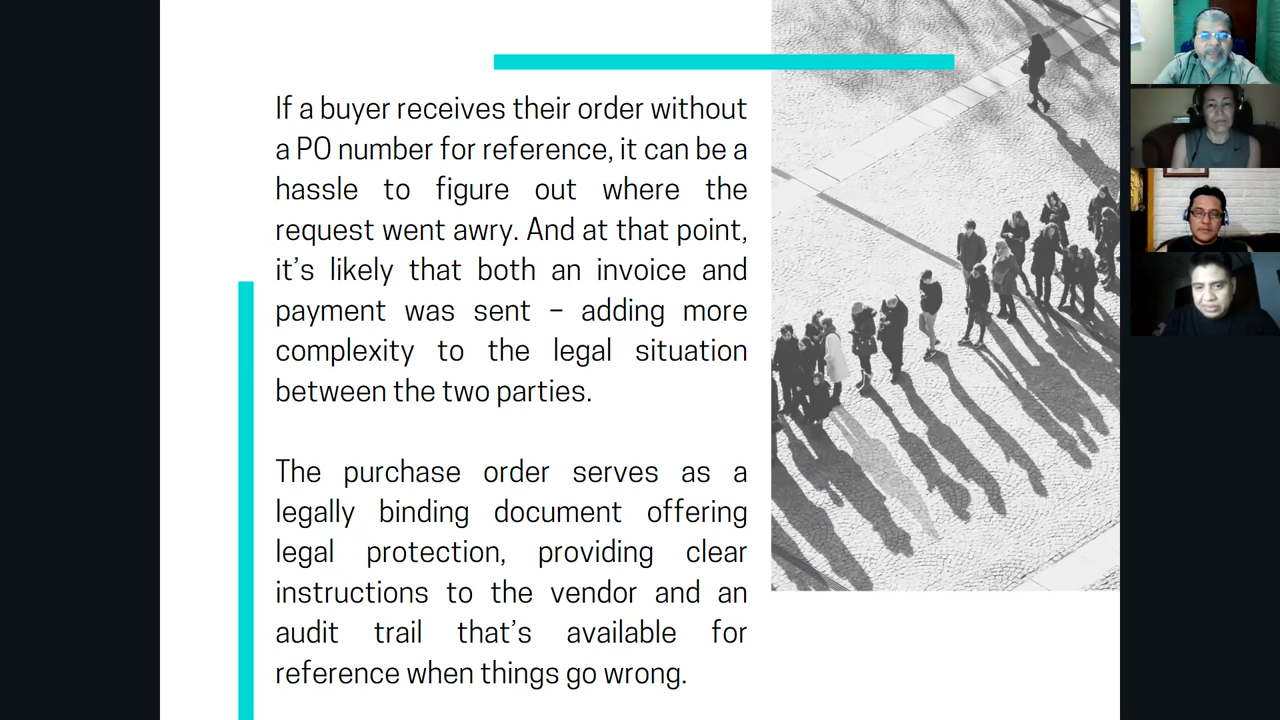 If a buyer receives their order without
a PO number for reference, it can be a
hassle to figure out where the
request went awry. And at that point,
it’s likely that both an invoice and
payment was sent – adding more
complexity to the legal situation
between the two parties.
The purchase order serves as a
legally binding document offering
legal protection, providing clear
instructions to the vendor and an
audit trail that’s available for
reference when things go wrong.